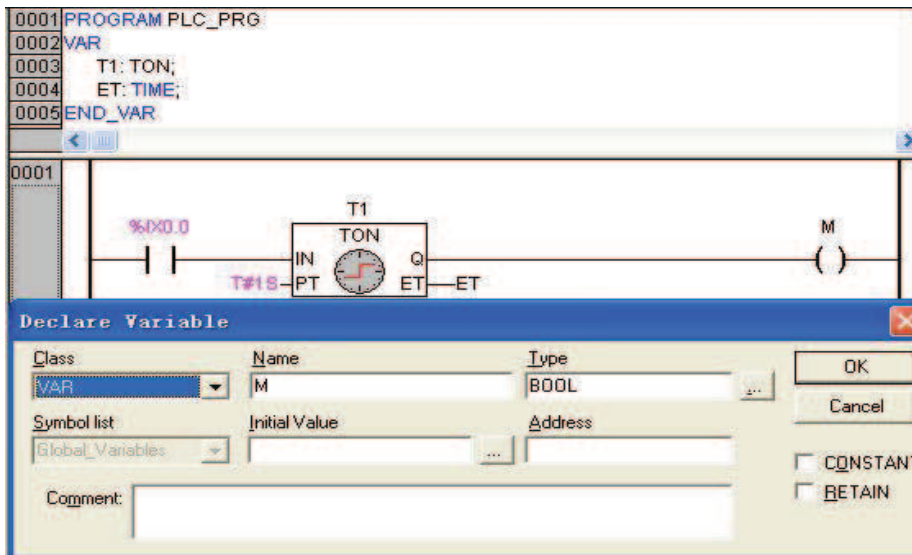 0001 PROGRAM PLC_PRG
0002 VAR
0003 T1: TON;
0004 ET: TIME;
0005 END_VAR
0001
T1
%IX0.0 TON M
IN Q
T#1S PT ET ET
Declare Variable
Class Name Type
VAR M BOOL ... OK
Cancel
Symbol list Initial Value Address
Global_Variables ...
CONSTANT
Comment: RETAIN